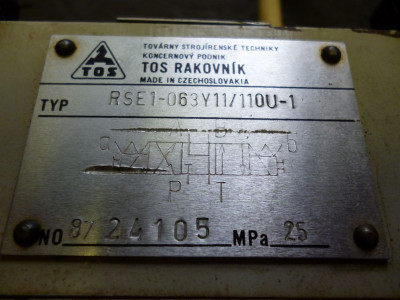 TOS
TOVÁRNY STROJÍRENSKÉ TECHNIKY
KONCERNOVÝ PODNIK
TOS RAKOVNÍK
MADE IN CZECHOSLOVAKIA
TYP RSE1-063Y11/110U-1
A B
a b
P T
NO 8724105 MPa 25